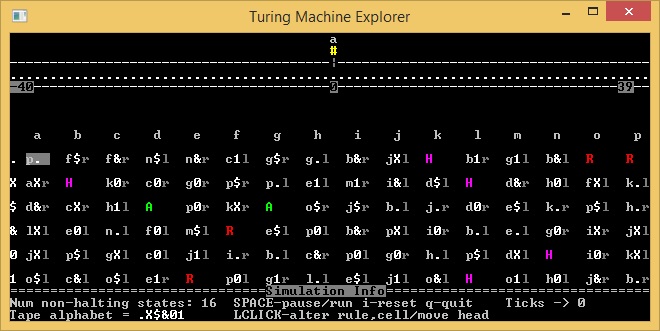 Turing Machine Explorer
a
#
-40 0 39
a b c d e f g h i j k l m n o p
. p. f$r f&r n$l n&r c1l g$r g.l b&r jXl H b1r g1l b&l R R
X aXr H k0r c0r g0r p$r p.l e1l m1r i&l d$l H d&r h0l fXl k.l
$ d&r cXr h1l A p0r kXr A o$r j$r b.l j.r d0r e$l k.r p$l h.r
& lXl e0l n.l f0l m$l R e$l p0l b0r pXl i0r b.l e.l g0r iXr jXl
0 jXl p$l gXl c0l j1l i.r b.l c&r p0l g0r h.l p$l dXl H i0r kXl
1 o$l c&l o$l e1r R p0l g1r l.l e$l j1l o&l H o1l h0l j&r b.r
Simulation Info
Num non-halting states: 16 SPACE-pause/run i-reset q-quit Ticks -> 0
Tape alphabet = .X$&01 LCLICK-alter rule,cell/move head